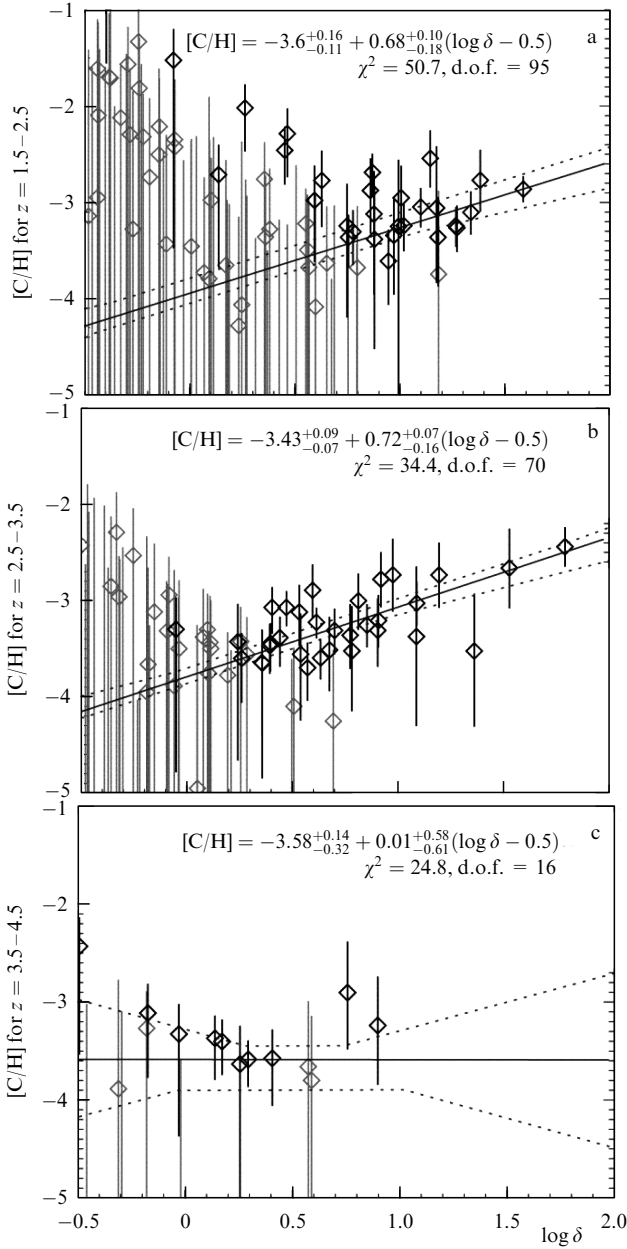 [C/H] = −3.6+0.16−0.11 + 0.68+0.10−0.18(log δ − 0.5)
a
χ2 = 50.7, d.o.f. = 95
−1
−2
−3
−4
−5
[C/H] for z = 1.5 – 2.5
[C/H] = −3.43+0.09−0.07 + 0.72+0.07−0.16(log δ − 0.5)
b
χ2 = 34.4, d.o.f. = 70
−1
−2
−3
−4
−5
[C/H] for z = 2.5 – 3.5
[C/H] = −3.58+0.14−0.32 + 0.01+0.58−0.61(log δ − 0.5)
c
χ2 = 24.8, d.o.f. = 16
−1
−2
−3
−4
−5
[C/H] for z = 3.5 – 4.5
−0.5 0 0.5 1.0 1.5 2.0
log δ